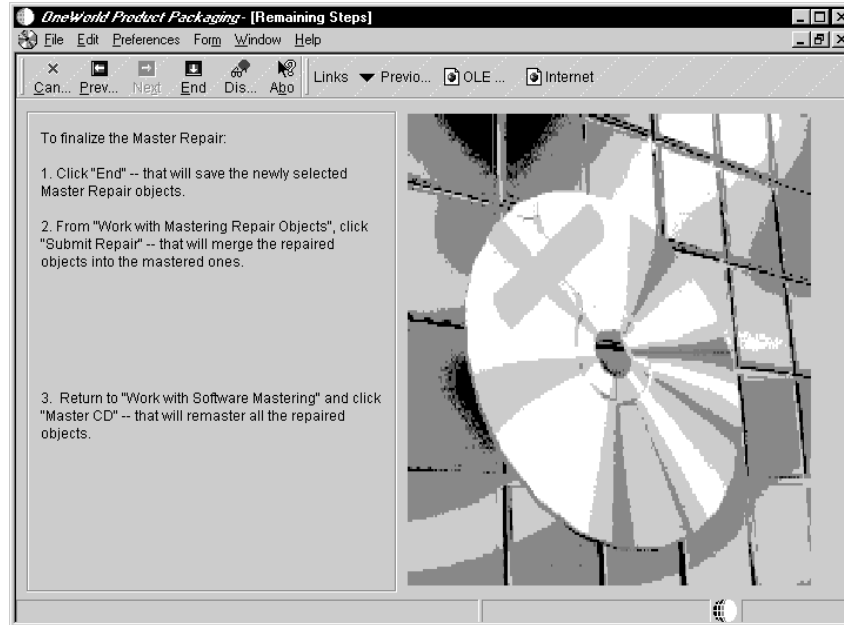 OneWorld Product Packaging - [Remaining Steps]
File Edit Preferences Form Window Help
Can... Prev... Next End Dis... Abo Links Previo... OLE ... Internet
To finalize the Master Repair:
1. Click "End" -- that will save the newly selected
Master Repair objects.
2. From "Work with Mastering Repair Objects", click
"Submit Repair" -- that will merge the repaired
objects into the mastered ones.
3. Return to "Work with Software Mastering" and click
"Master CD" -- that will remaster all the repaired
objects.